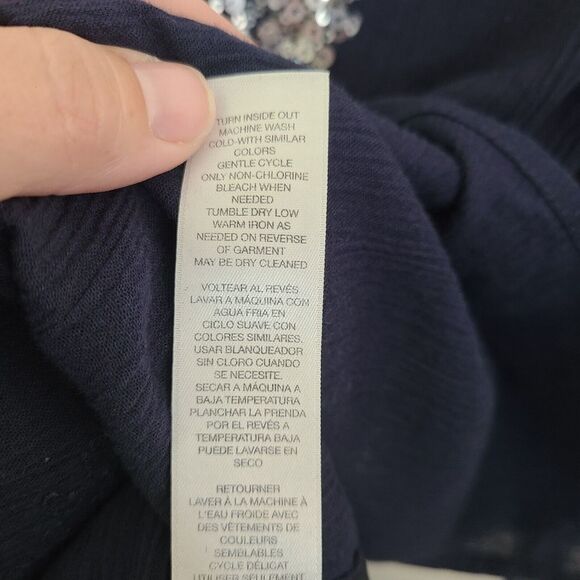 TURN INSIDE OUT
MACHINE WASH
COLD-WITH SIMILAR
COLORS
GENTLE CYCLE
ONLY NON-CHLORINE
BLEACH WHEN
NEEDED
TUMBLE DRY LOW
WARM IRON AS
NEEDED ON REVERSE
OF GARMENT
MAY BE DRY CLEANED
VOLTEAR AL REVÉS
LAVAR A MÁQUINA CON
AGUA FRIA EN
CICLO SUAVE CON
COLORES SIMILARES.
USAR BLANQUEADOR
SIN CLORO CUANDO
SE NECESITE.
SECAR A MÁQUINA A
BAJA TEMPERATURA
PLANCHAR LA PRENDA
POR EL REVÉS A
TEMPERATURA BAJA
PUEDE LAVARSE EN
SECO
RETOURNER
LAVER À LA MACHINE À
L'EAU FROIDE AVEC
DES VÊTEMENTS DE
COULEURS
SEMBLABLES
CYCLE DÉLICAT
UTILISER SEULEMENT